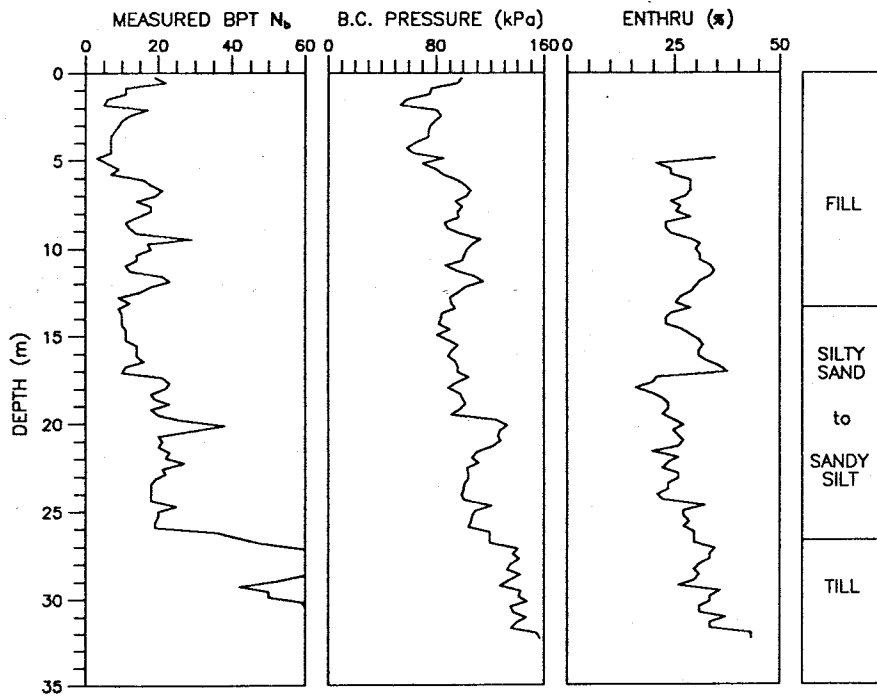 MEASURED BPT N_b
B.C. PRESSURE (kPa)
ENTHRU (%)
0 20 40 60
0 80 160
0 25 50
0
5
10
15
20
25
30
35
DEPTH (m)
FILL
SILTY
SAND
to
SANDY
SILT
TILL